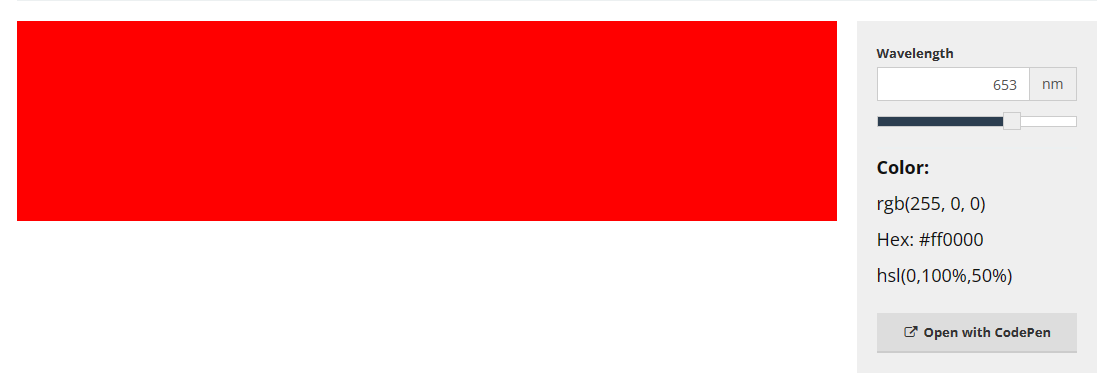 Wavelength
653 nm
Color:
rgb(255, 0, 0)
Hex: #ff0000
hsl(0,100%,50%)
Open with CodePen